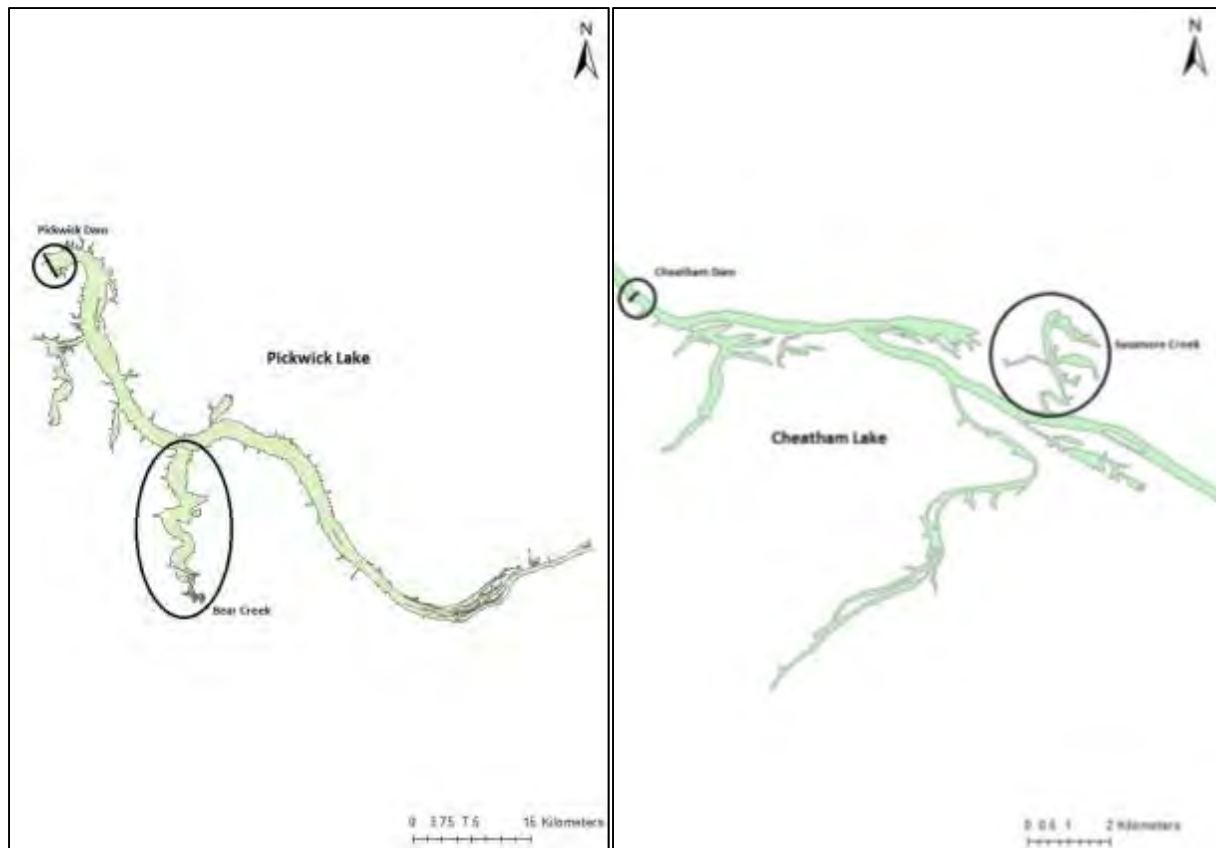 N
Pickwick Dam
Pickwick Lake
Bear Creek
0 3.75 7.5 15 Kilometers
N
Cheatham Dam
Sycamore Creek
Cheatham Lake
0 0.5 1 2 Kilometers